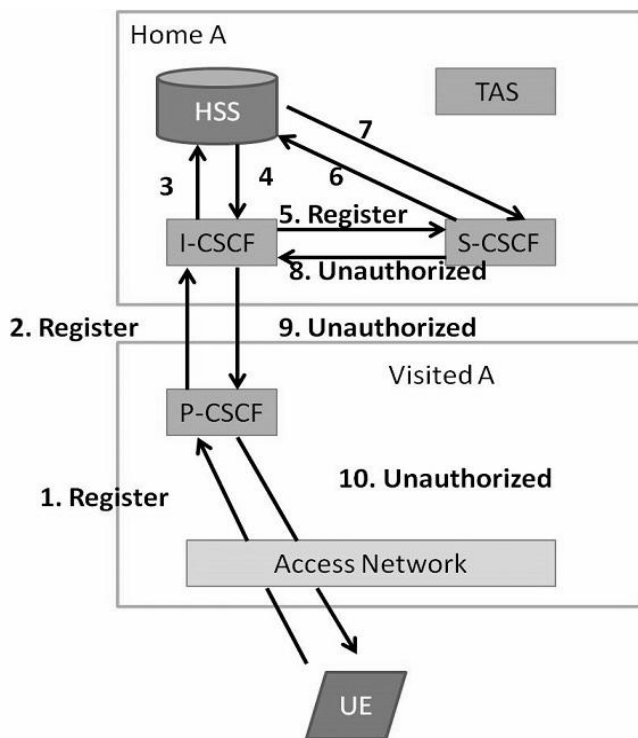 Home A
HSS
TAS
7
3
4
6
5. Register
I-CSCF
S-CSCF
8. Unauthorized
2. Register
9. Unauthorized
Visited A
P-CSCF
10. Unauthorized
1. Register
Access Network
UE